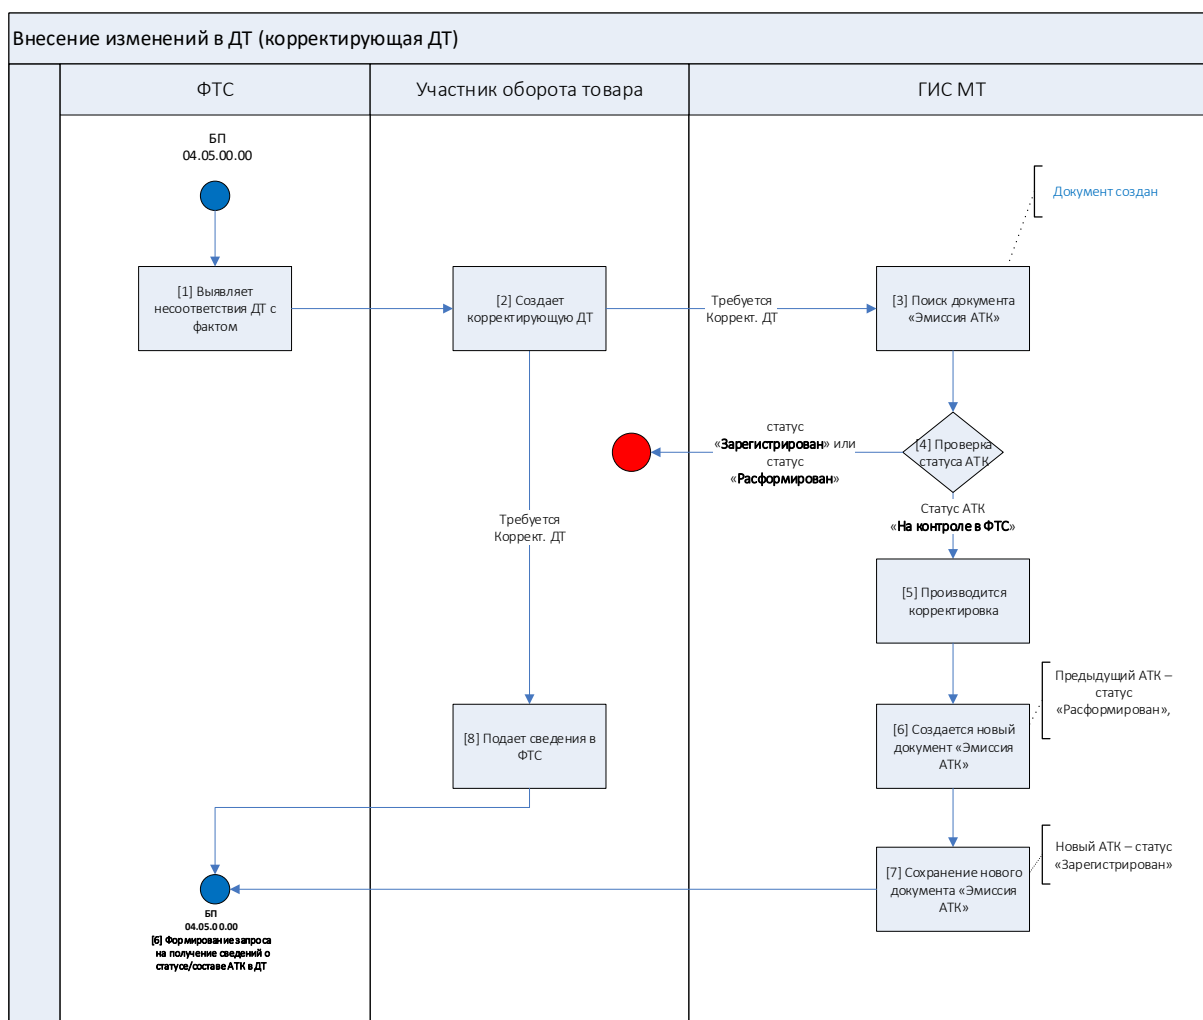 Внесение изменений в ДТ (корректирующая ДТ)
ФТС
Участник оборота товара
ГИС МТ
БП
04.05.00.00
Документ создан
[1] Выявляет
несоответствия ДТ с
фактом
[2] Создает
корректирующую ДТ
Требуется
Коррект. ДТ
[3] Поиск документа
«Эмиссия АТК»
статус
«Зарегистрирован» или
статус
«Расформирован»
[4] Проверка
статуса АТК
Статус АТК
«На контроле в ФТС»
Требуется
Коррект. ДТ
[5] Производится
корректировка
Предыдущий АТК –
статус
«Расформирован»,
[8] Подает сведения в
ФТС
[6] Создается новый
документ «Эмиссия
АТК»
Новый АТК – статус
«Зарегистрирован»
[7] Сохранение нового
документа «Эмиссия
АТК»
БП
04.05.00.00
[6] Формирование запроса
на получение сведений о
статусе/составе АТК в ДТ